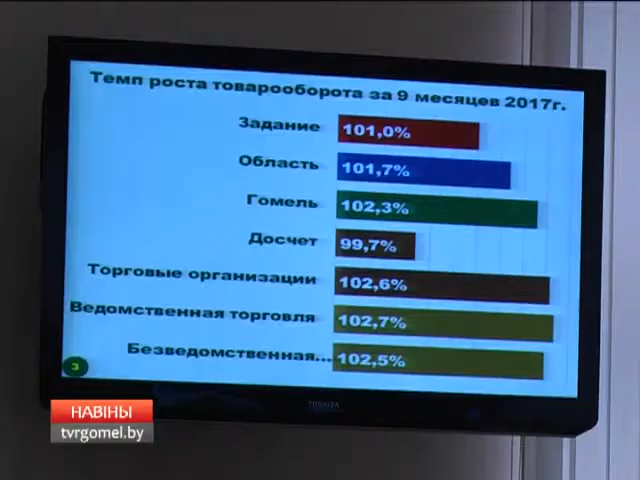 Темп роста товарооборота за 9 месяцев 2017г.
Задание 101,0%
Область 101,7%
Гомель 102,3%
Досчет 99,7%
Торговые организации 102,6%
Ведомственная торговля 102,7%
Безведомственная... 102,5%
3
TOSHIBA
НАВІНЫ
tvrgomel.by